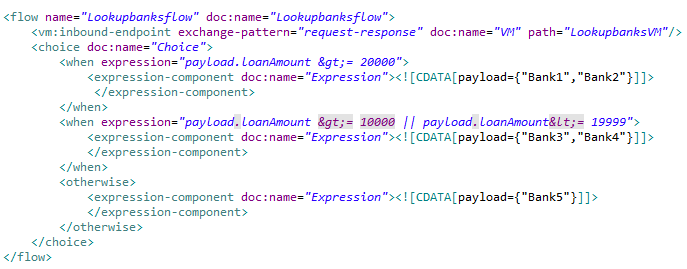 <flow name="Lookupbanksflow" doc:name="Lookupbanksflow">
<vm:inbound-endpoint exchange-pattern="request-response" doc:name="VM" path="LookupbanksVM"/>
<choice doc:name="Choice">
<when expression="payload.loanAmount &gt;= 20000">
<expression-component doc:name="Expression"><![CDATA[payload={"Bank1","Bank2"}]]>
</expression-component>
</when>
<when expression="payload.loanAmount &gt;= 10000 || payload.loanAmount&lt;= 19999">
<expression-component doc:name="Expression"><![CDATA[payload={"Bank3","Bank4"}]]>
</expression-component>
</when>
<otherwise>
<expression-component doc:name="Expression"><![CDATA[payload={"Bank5"}]]>
</expression-component>
</otherwise>
</choice>
</flow>